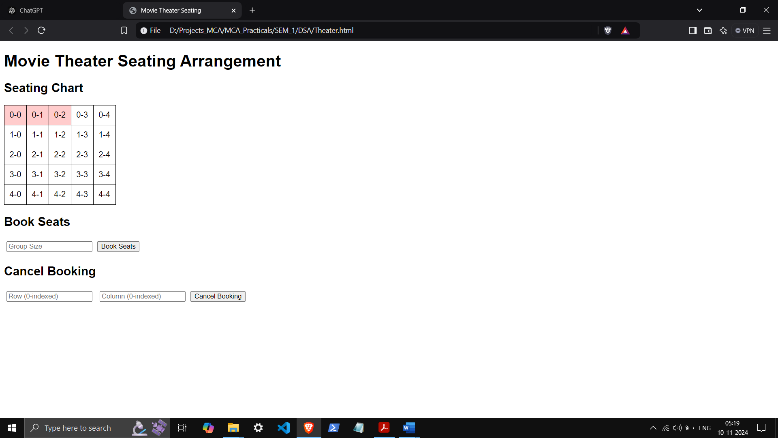 ChatGPT
Movie Theater Seating
File D:/Projects MCA/MCA Practicals/SEM 1/DSA/Theater.html
VPN
Movie Theater Seating Arrangement
Seating Chart
0-0 0-1 0-2 0-3 0-4
1-0 1-1 1-2 1-3 1-4
2-0 2-1 2-2 2-3 2-4
3-0 3-1 3-2 3-3 3-4
4-0 4-1 4-2 4-3 4-4
Book Seats
Group Size Book Seats
Cancel Booking
Row (0-indexed) Column (0-indexed) Cancel Booking
Type here to search
ENG
05:19
10-11-2024